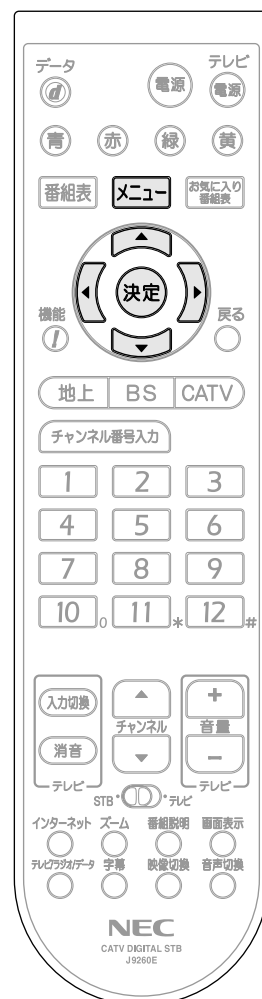 データ
テレビ
d
電源
電源
青 赤 緑 黄
番組表 メニュー お気に入り
番組表
決定
機能
戻る
地上 BS CATV
チャンネル番号入力
1 2 3
4 5 6
7 8 9
10 0 11 * 12 #
入力切換
チャンネル
+
音量
-
消音
テレビ
テレビ
STB テレビ
インターネット ズーム 番組説明 画面表示
テレビ/ラジオ/データ 字幕 映像切換 音声切換
NEC
CATV DIGITAL STB
J9260E